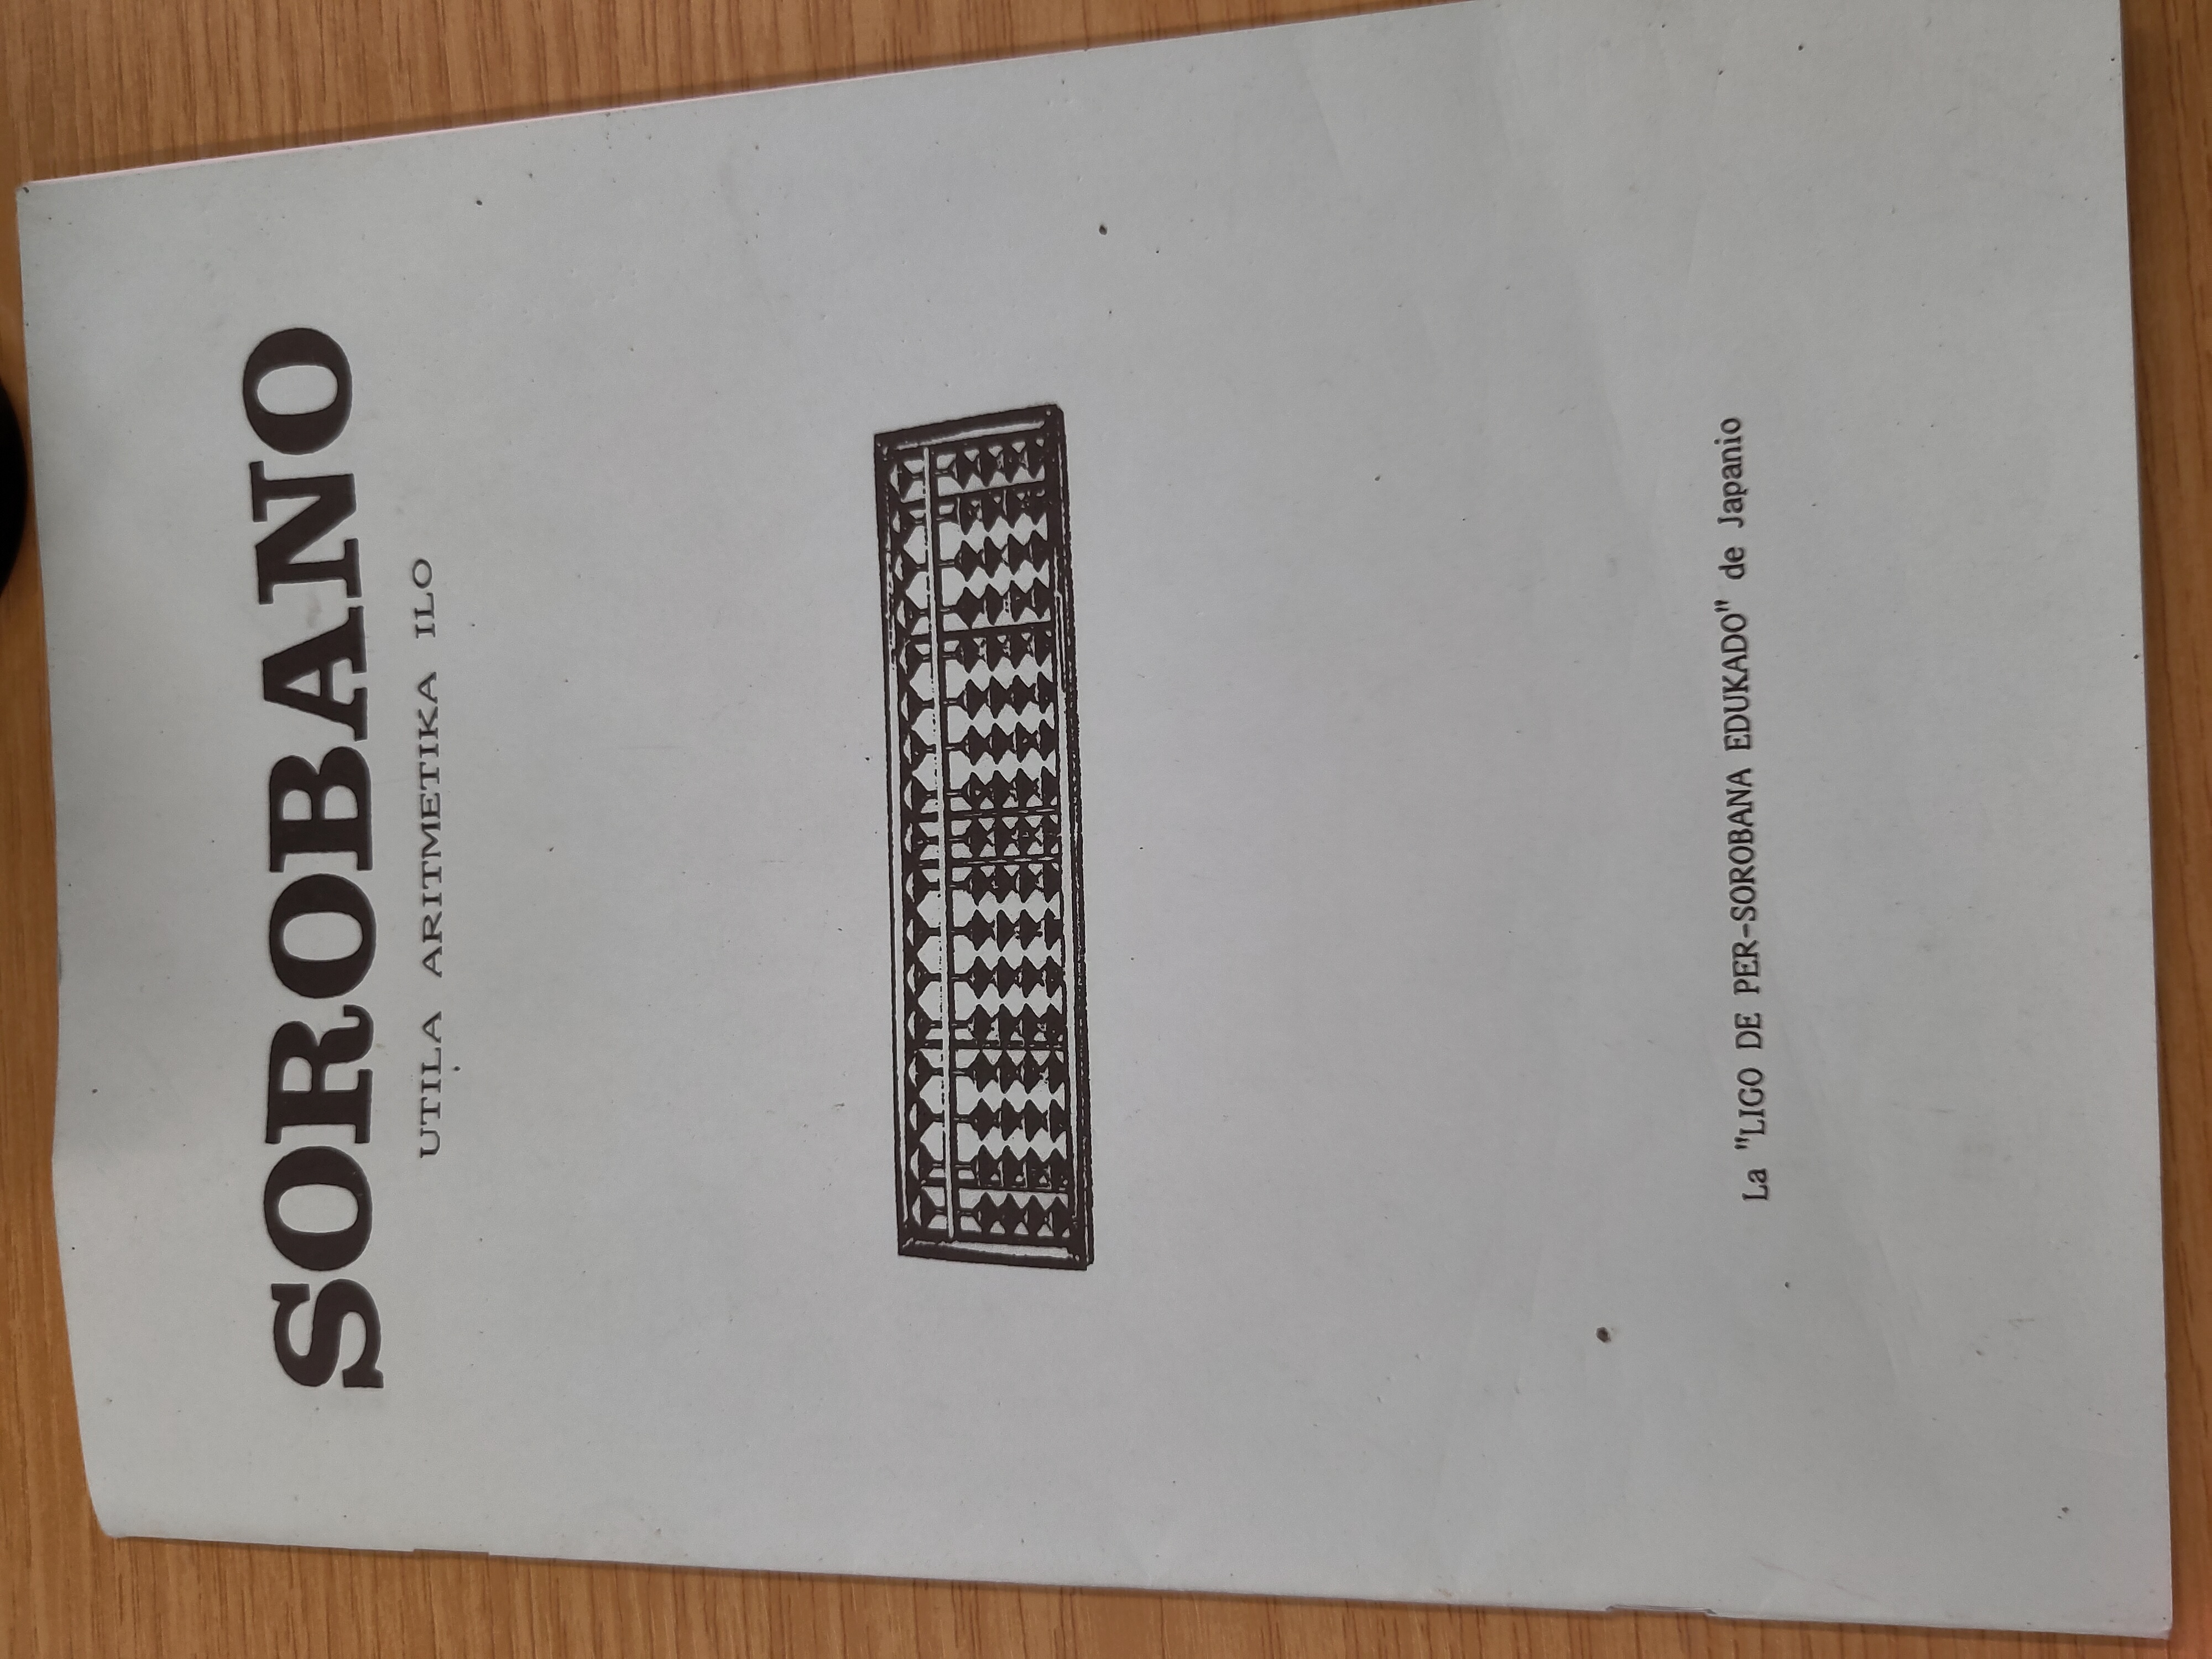 SOROBANO
UTILA ARITMETIKA ILO
La "LIGO DE PER-SOROBANA EDUKADO" de Japanio